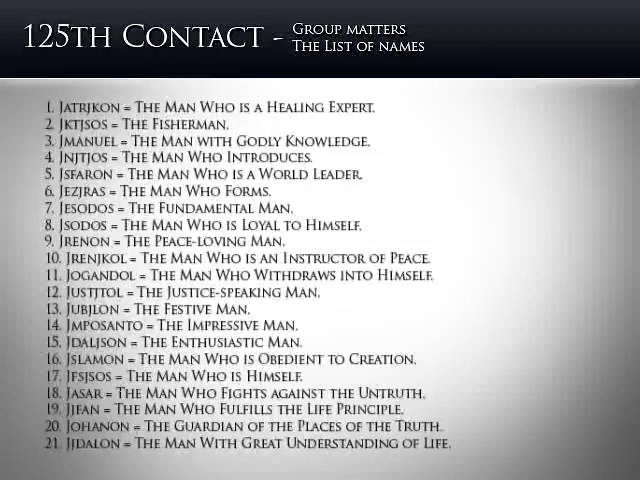 125th Contact - Group matters
The List of names
1. Jatrjkon = The Man Who is a Healing Expert.
2. Jktjsos = The Fisherman.
3. Jmanuel = The Man with Godly Knowledge.
4. Jnjtjos = The Man Who Introduces.
5. Jsfaron = The Man Who is a World Leader.
6. Jezjras = The Man Who Forms.
7. Jesodos = The Fundamental Man.
8. Jsodos = The Man Who is Loyal to Himself.
9. Jrenon = The Peace-loving Man.
10. Jrenjkol = The Man Who is an Instructor of Peace.
11. Jogandol = The Man Who Withdraws into Himself.
12. Justjtol = The Justice-speaking Man.
13. Jubjlon = The Festive Man.
14. Jmposanto = The Impressive Man.
15. Jdaljson = The Enthusiastic Man.
16. Jslamon = The Man Who is Obedient to Creation.
17. Jfsjsos = The Man Who is Himself.
18. Jasar = The Man Who Fights against the Untruth.
19. Jjfan = The Man Who Fulfills the Life Principle.
20. Johanon = The Guardian of the Places of the Truth.
21. Jjdalon = The Man With Great Understanding of Life.